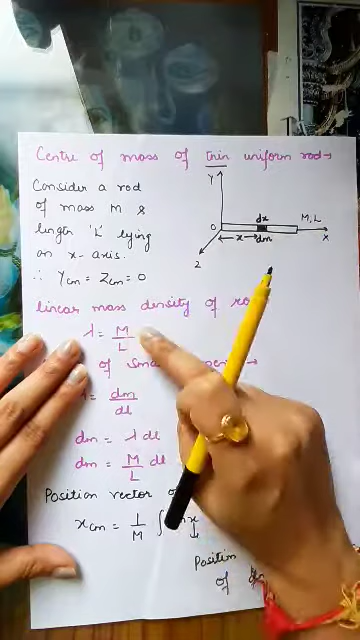 Centre of mass of thin uniform rod→
Consider a rod
of mass M &
length 'L' lying
on x-axis.
∴ Ycm = Zcm = 0
Y
O
dx
M, L
x
dm
X
Z
linear mass density of
λ = M/L
of small
= dm/dl
dm = λ dl
dm = M/L dl
Position vector
xcm = 1/M ∫ x
Position
of